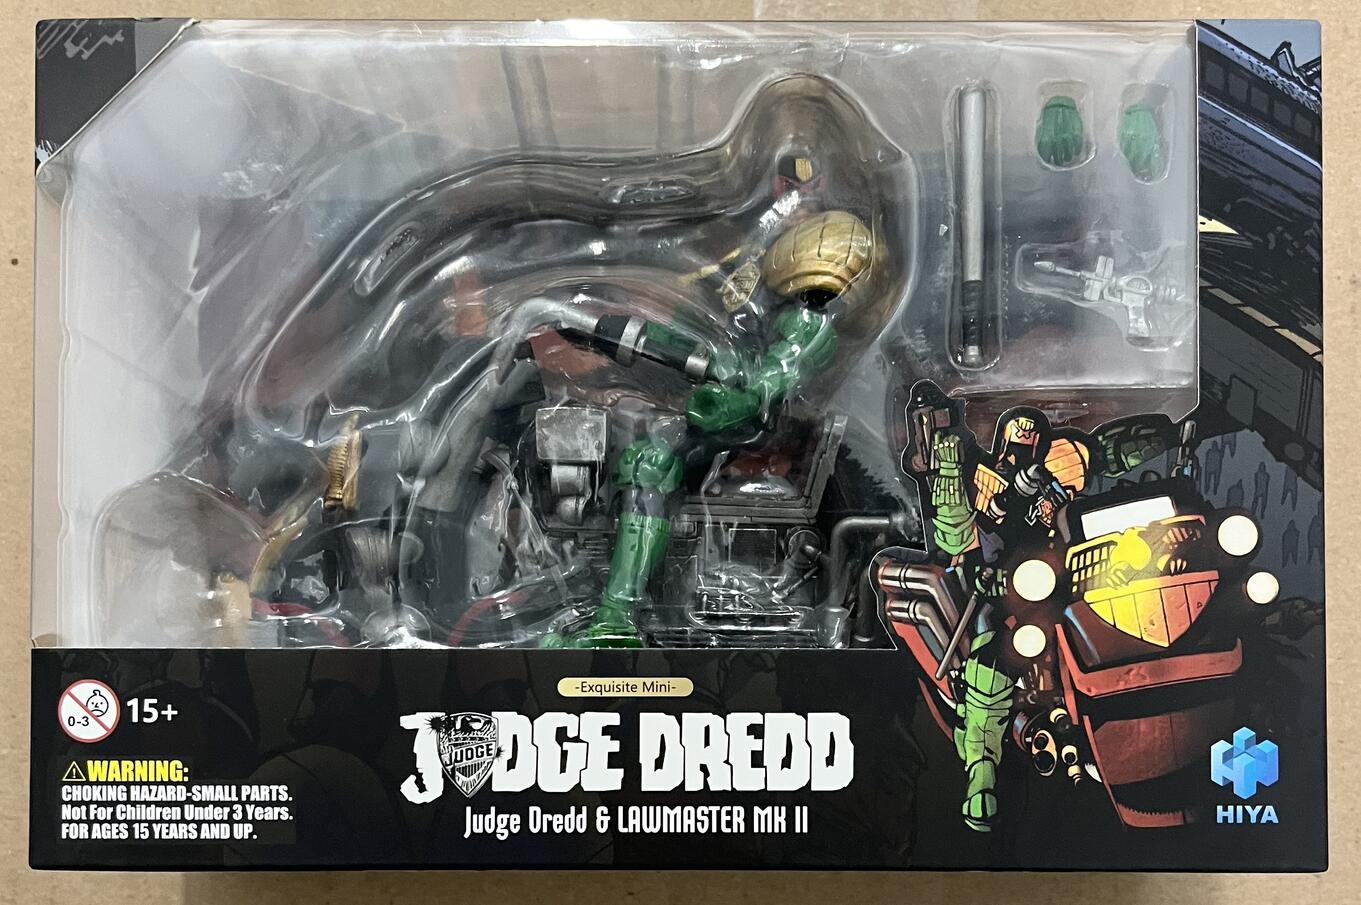 -Exquisite Mini-
JUDGE DREDD
JUDGE
Judge Dredd & LAWMASTER MK II
0-3
15+
WARNING:
CHOKING HAZARD-SMALL PARTS.
Not For Children Under 3 Years.
FOR AGES 15 YEARS AND UP.
HIYA